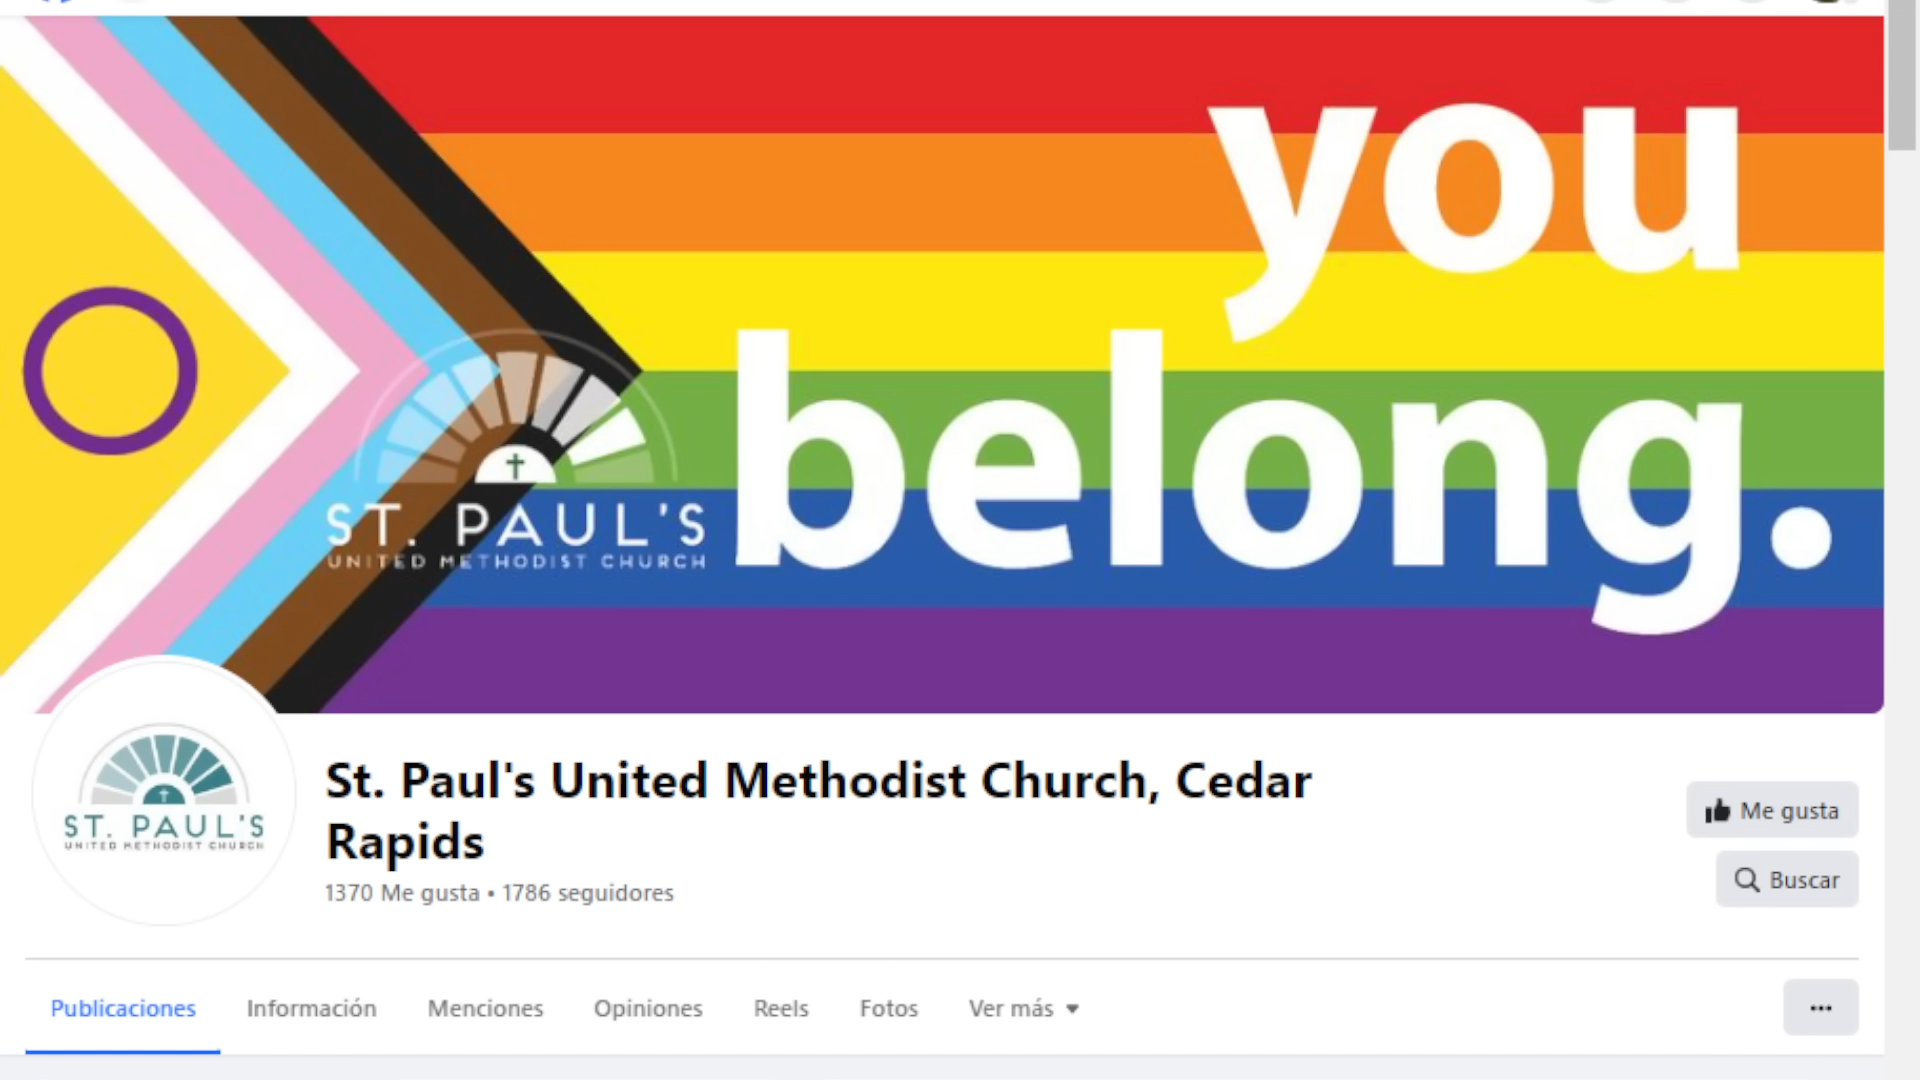 you
belong.
ST. PAUL'S
UNITED METHODIST CHURCH
ST. PAUL'S
UNITED METHODIST CHURCH
St. Paul's United Methodist Church, Cedar
Rapids
1370 Me gusta • 1786 seguidores
Me gusta
Buscar
Publicaciones Información Menciones Opiniones Reels Fotos Ver más